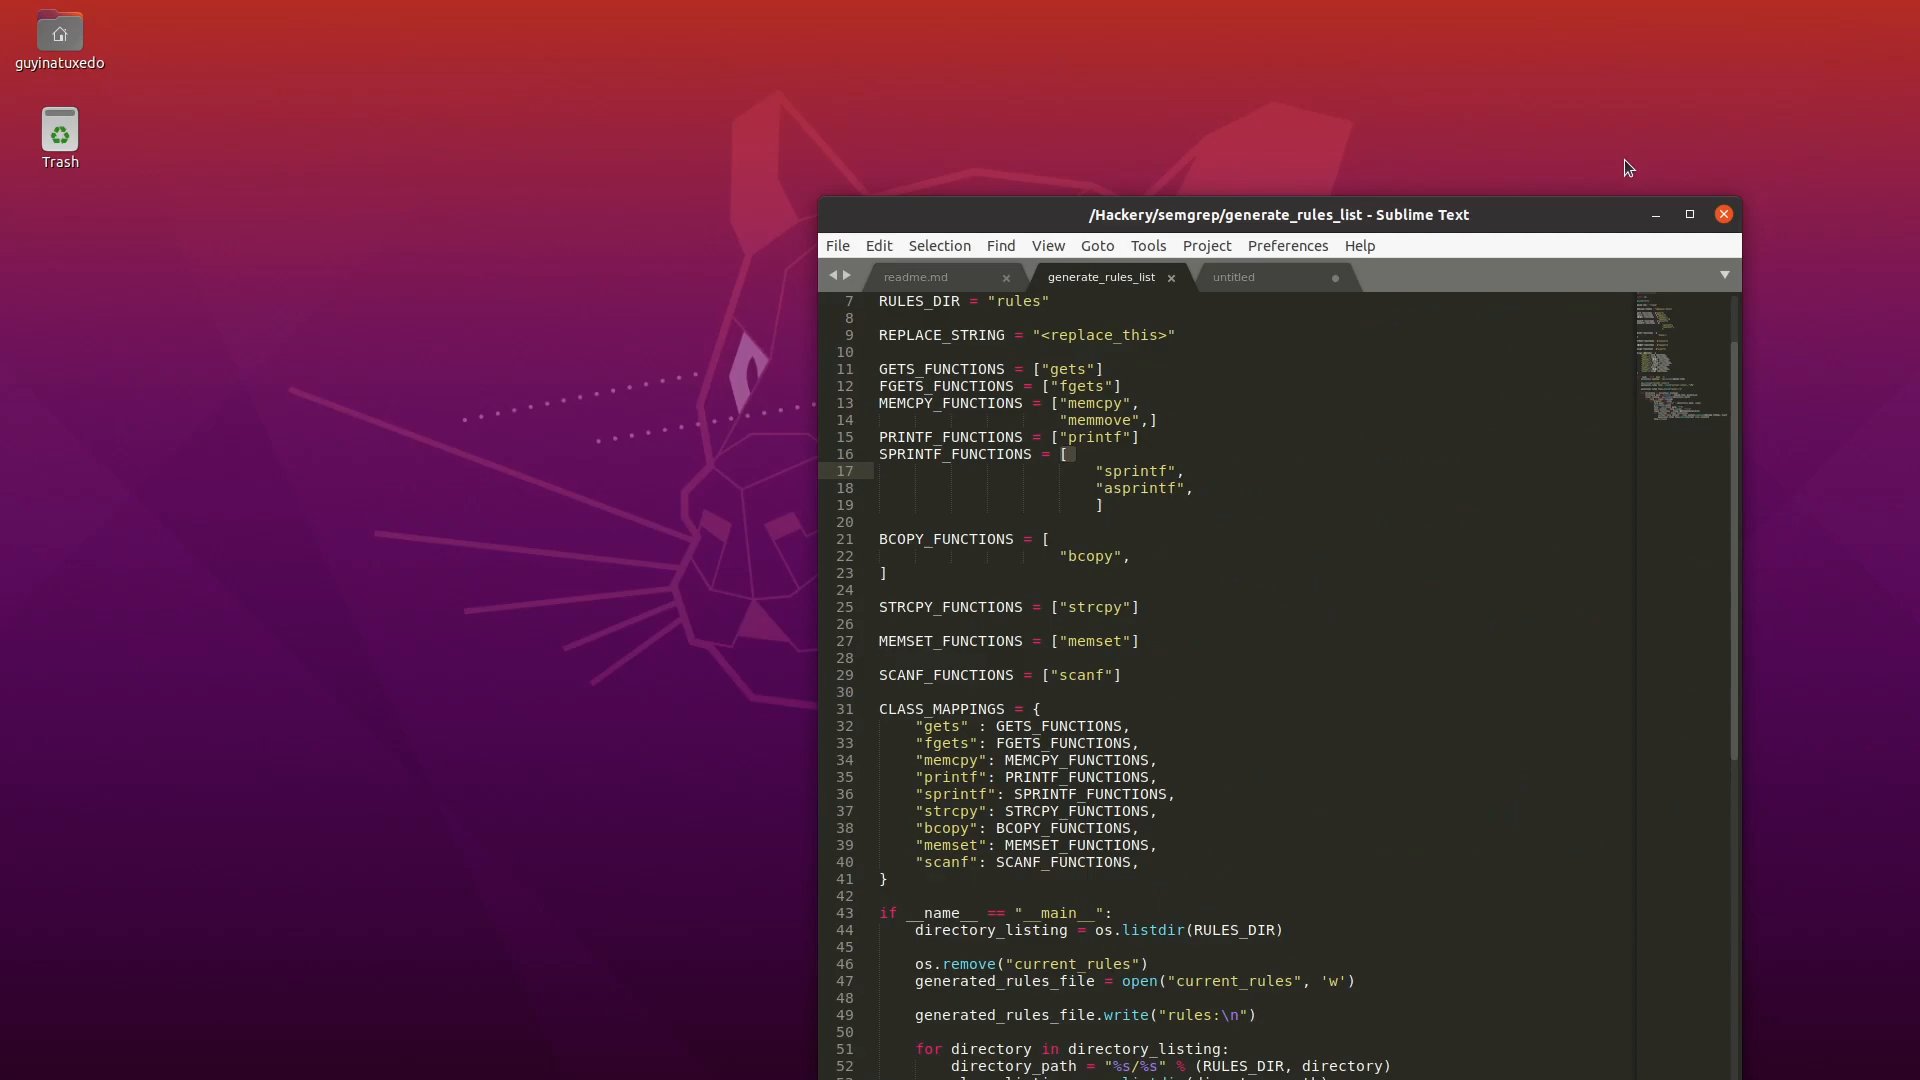 guyinatuxedo
Trash
/Hackery/semgrep/generate_rules_list - Sublime Text
File Edit Selection Find View Goto Tools Project Preferences Help
readme.md generate_rules_list untitled
7 RULES_DIR = "rules"
8
9 REPLACE_STRING = "<replace_this>"
10
11 GETS_FUNCTIONS = ["gets"]
12 FGETS_FUNCTIONS = ["fgets"]
13 MEMCPY_FUNCTIONS = ["memcpy",
14 "memmove",]
15 PRINTF_FUNCTIONS = ["printf"]
16 SPRINTF_FUNCTIONS = [
17 "sprintf",
18 "asprintf",
19 ]
20
21 BCOPY_FUNCTIONS = [
22 "bcopy",
23 ]
24
25 STRCPY_FUNCTIONS = ["strcpy"]
26
27 MEMSET_FUNCTIONS = ["memset"]
28
29 SCANF_FUNCTIONS = ["scanf"]
30
31 CLASS_MAPPINGS = {
32 "gets" : GETS_FUNCTIONS,
33 "fgets": FGETS_FUNCTIONS,
34 "memcpy": MEMCPY_FUNCTIONS,
35 "printf": PRINTF_FUNCTIONS,
36 "sprintf": SPRINTF_FUNCTIONS,
37 "strcpy": STRCPY_FUNCTIONS,
38 "bcopy": BCOPY_FUNCTIONS,
39 "memset": MEMSET_FUNCTIONS,
40 "scanf": SCANF_FUNCTIONS,
41 }
42
43 if __name__ == "__main__":
44 directory_listing = os.listdir(RULES_DIR)
45
46 os.remove("current_rules")
47 generated_rules_file = open("current_rules", 'w')
48
49 generated_rules_file.write("rules:\n")
50
51 for directory in directory_listing:
52 directory_path = "%s/%s" % (RULES_DIR, directory)